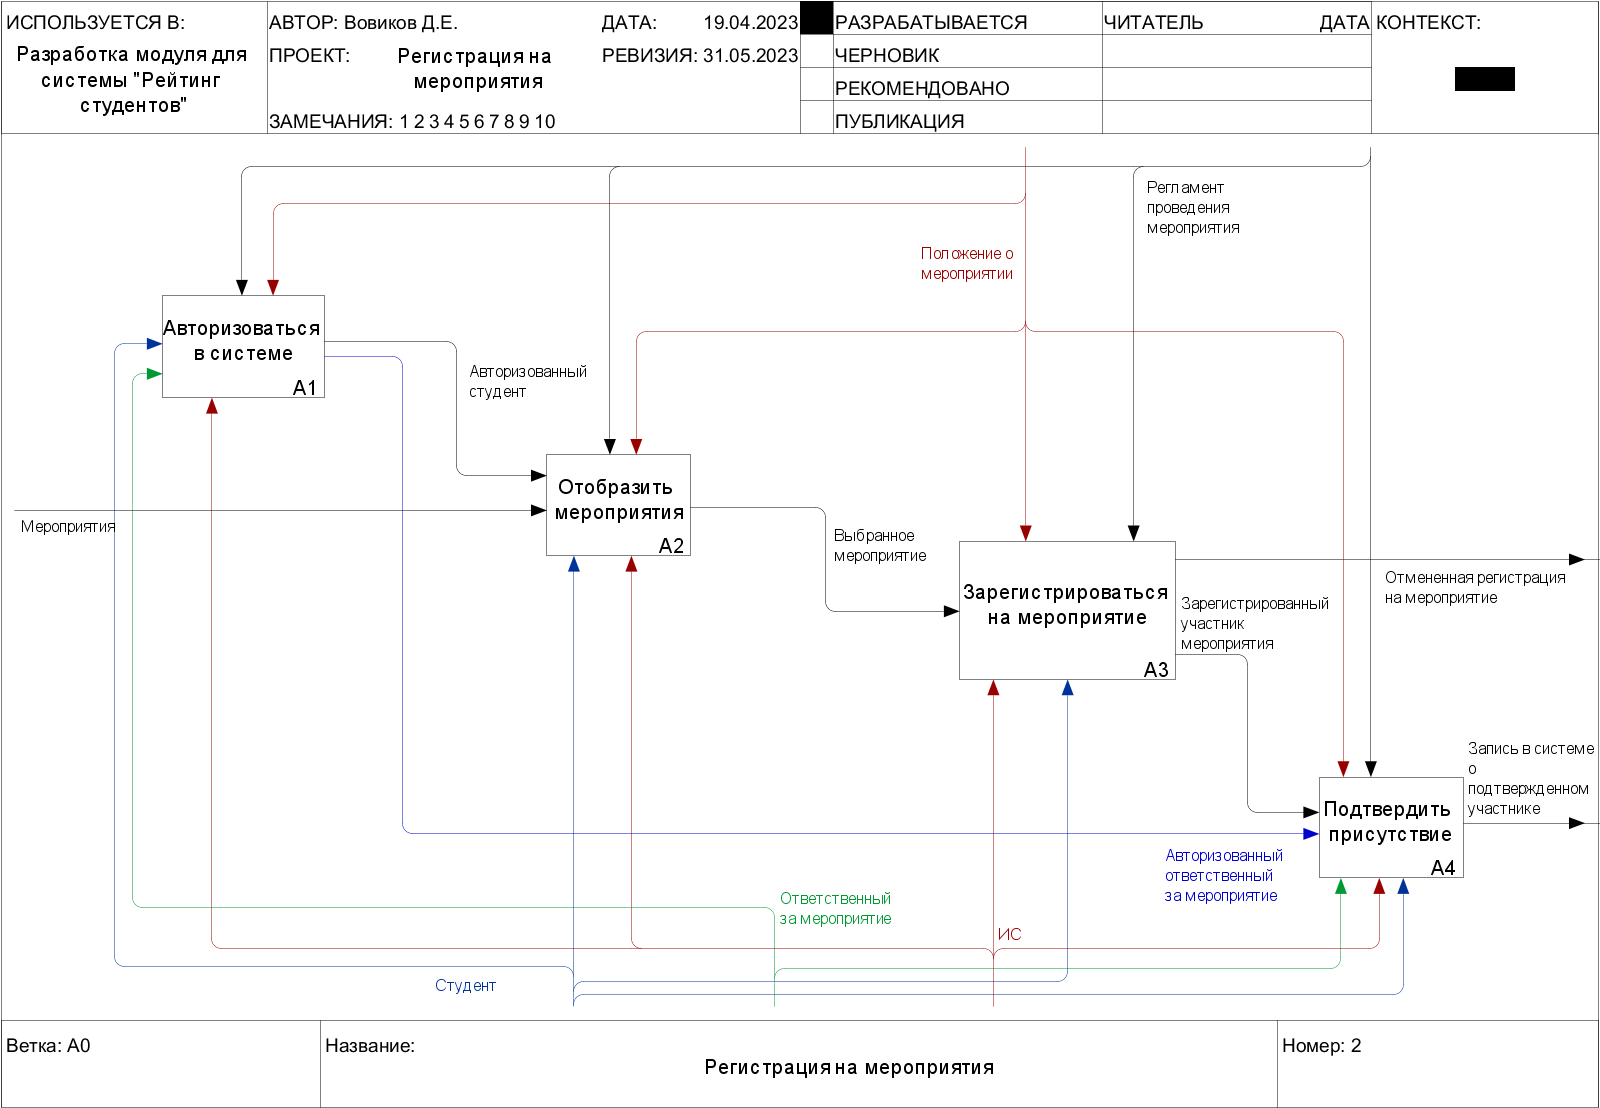 ИСПОЛЬЗУЕТСЯ В:
Разработка модуля для
системы "Рейтинг
студентов"
АВТОР: Вовиков Д.Е.
ДАТА: 19.04.2023
ПРОЕКТ: Регистрация на
мероприятия
РЕВИЗИЯ: 31.05.2023
ЗАМЕЧАНИЯ: 1 2 3 4 5 6 7 8 9 10
РАЗРАБАТЫВАЕТСЯ
ЧЕРНОВИК
РЕКОМЕНДОВАНО
ПУБЛИКАЦИЯ
ЧИТАТЕЛЬ
ДАТА
КОНТЕКСТ:
Регламент
проведения
мероприятия
Положение о
мероприятии
Авторизоваться
в системе
A1
Авторизованный
студент
Мероприятия
Отобразить
мероприятия
A2
Выбранное
мероприятие
Зарегистрироваться
на мероприятие
A3
Отмененная регистрация
на мероприятие
Зарегистрированный
участник
мероприятия
Запись в системе
о
подтвержденном
участнике
Подтвердить
присутствие
A4
Авторизованный
ответственный
за мероприятие
Ответственный
за мероприятие
ИС
Студент
Ветка: A0
Название:
Регистрация на мероприятия
Номер: 2